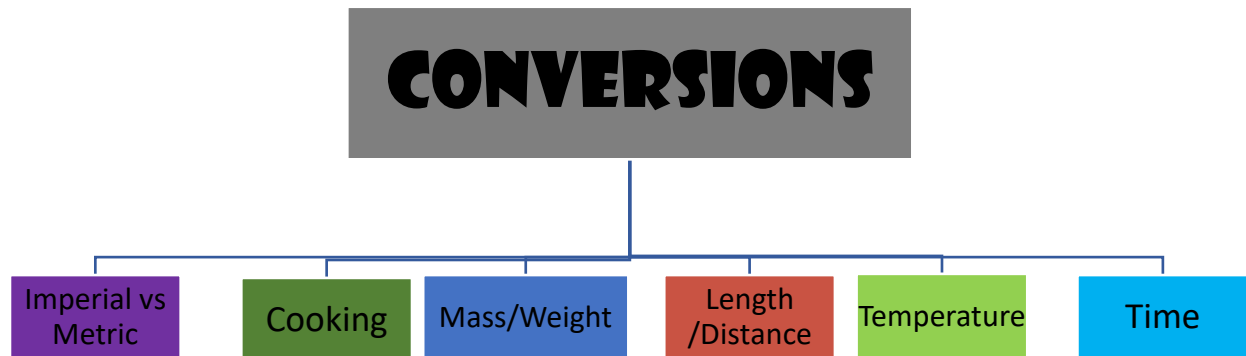 CONVERSIONS
Imperial vs
Metric
Cooking
Mass/Weight
Length
/Distance
Temperature
Time